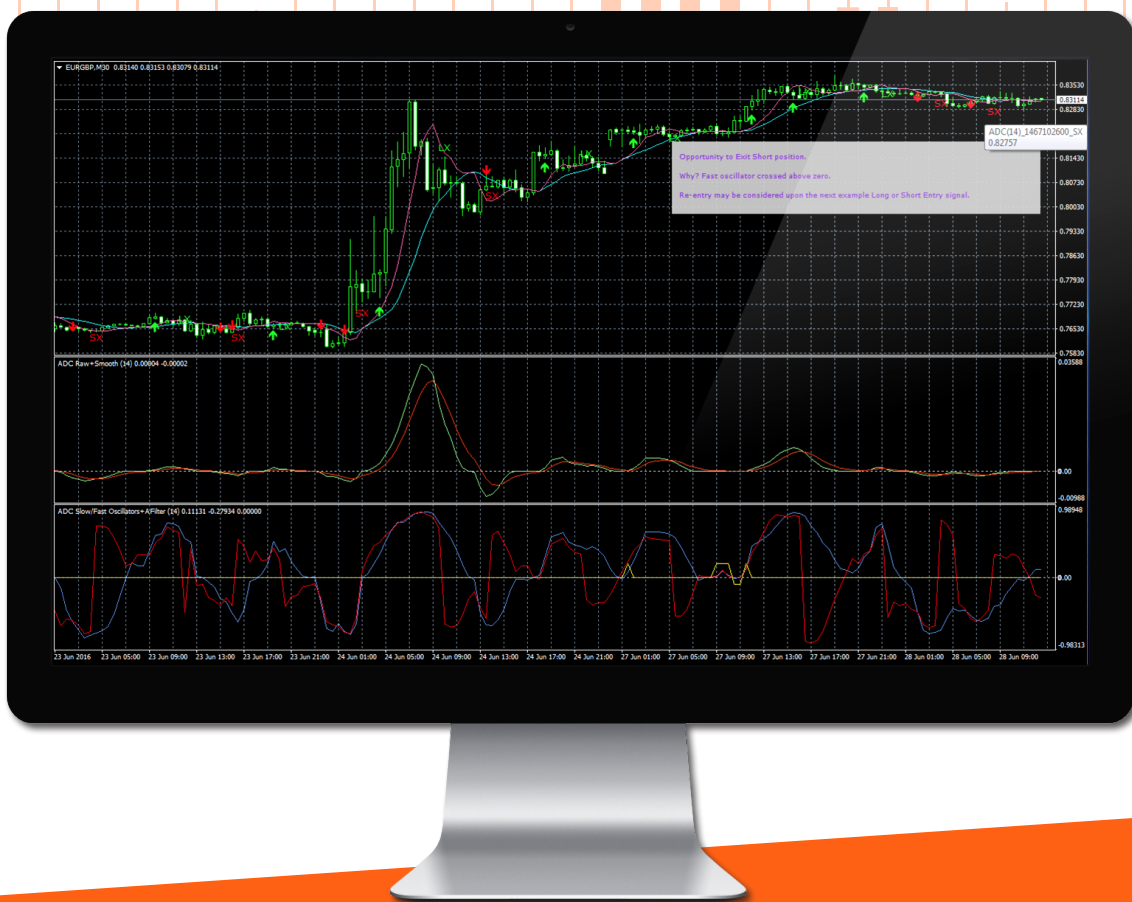 EURGBP,M30 0.83140 0.83153 0.83079 0.83114
0.83530
0.83114
0.82830
ADC(14)_1467102600_SX
0.82757
LX
LX
LX
SX
SX
Opportunity to Exit Short position.
Why? Fast oscillator crossed above zero.
Re-entry may be considered upon the next example Long or Short Entry signal.
0.81430
0.80730
SX
0.80030
0.79330
0.78630
0.77930
0.77230
SX
0.76530
SX
SX
0.75830
ADC Raw+Smooth (14) 0.00004 -0.00002
0.03588
0.00
-0.00988
ADC Slow/Fast Oscillators+AFilter (14) 0.11131 -0.27934 0.00000
0.98948
0.00
-0.98313
23 Jun 2016 23 Jun 05:00 23 Jun 09:00 23 Jun 13:00 23 Jun 17:00 23 Jun 21:00 24 Jun 01:00 24 Jun 05:00 24 Jun 09:00 24 Jun 13:00 24 Jun 17:00 24 Jun 21:00 27 Jun 01:00 27 Jun 05:00 27 Jun 09:00 27 Jun 13:00 27 Jun 17:00 27 Jun 21:00 28 Jun 01:00 28 Jun 05:00 28 Jun 09:00